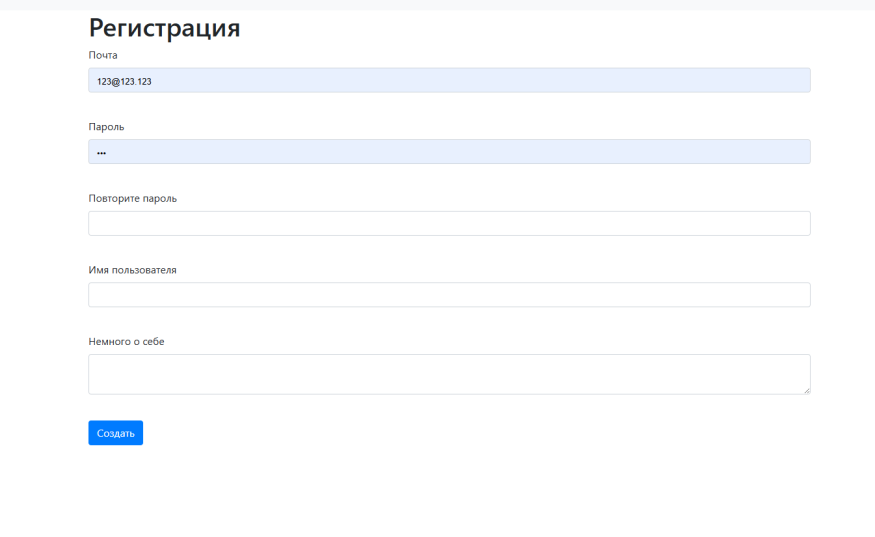 Регистрация
Почта
123@123.123
Пароль
•••
Повторите пароль
Имя пользователя
Немного о себе
Создать